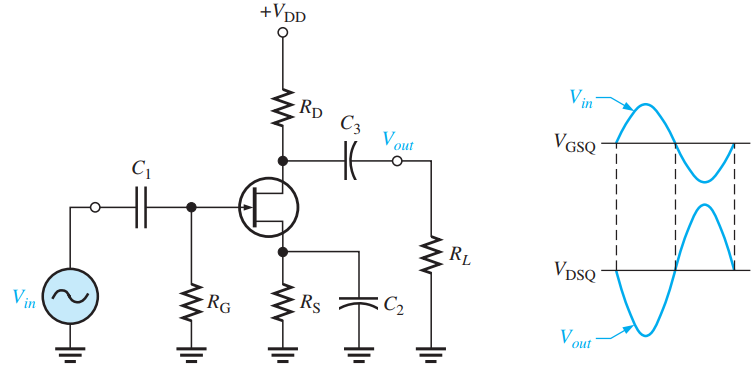 +VDD
RD
C3
Vout
C1
Vin
RG
RS
C2
RL
Vin
VGSQ
VDSQ
Vout